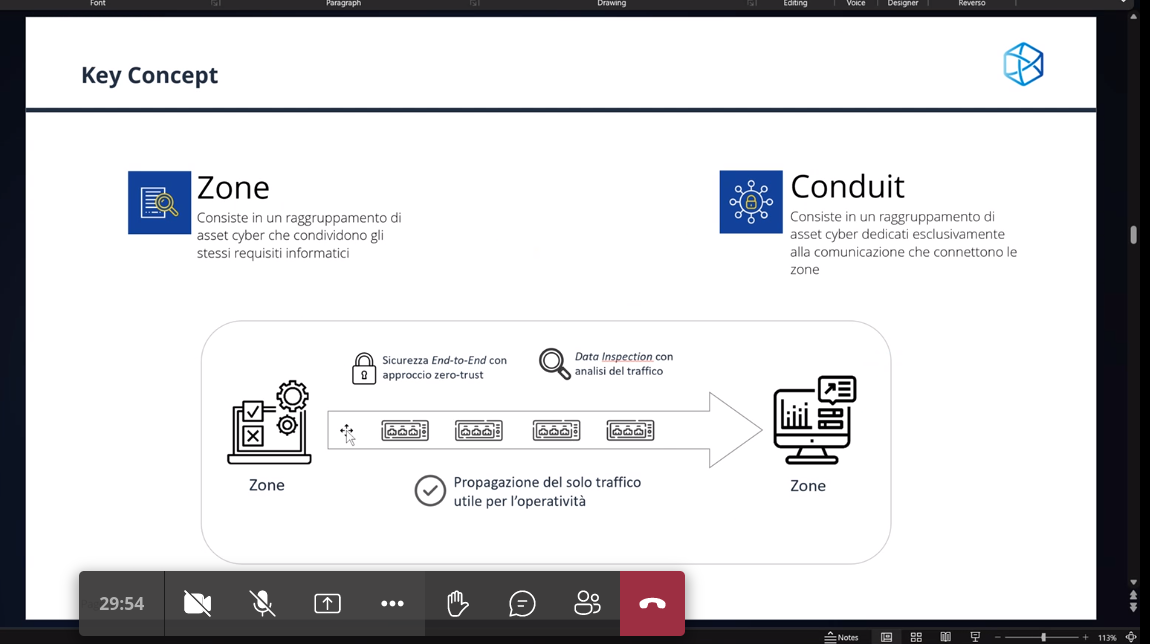 Font Paragraph Drawing Editing Voice Designer Reverso
Key Concept
Zone
Consiste in un raggruppamento di
asset cyber che condividono gli
stessi requisiti informatici
Conduit
Consiste in un raggruppamento di
asset cyber dedicati esclusivamente
alla comunicazione che connettono le
zone
Sicurezza End-to-End con
approccio zero-trust
Data Inspection con
analisi del traffico
Zone
Propagazione del solo traffico
utile per l'operatività
Zone
29:54
Notes
113%